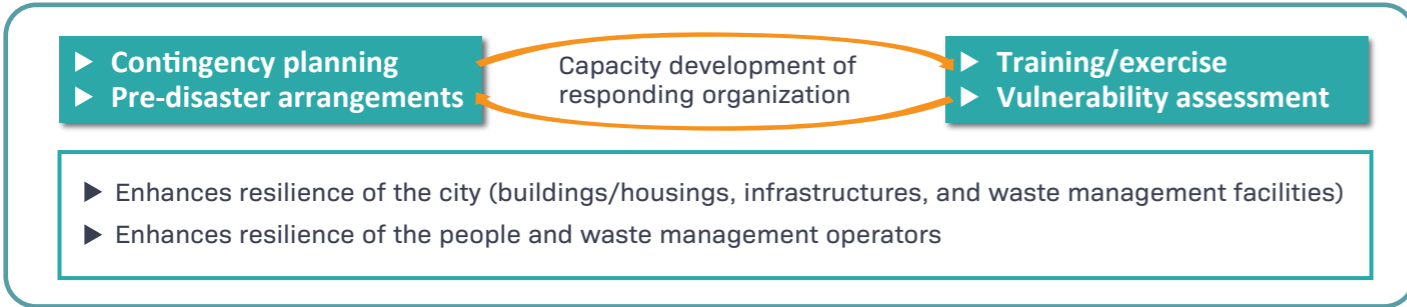 ▶ Contingency planning
▶ Pre-disaster arrangements
Capacity development of
responding organization
▶ Training/exercise
▶ Vulnerability assessment
▶ Enhances resilience of the city (buildings/housings, infrastructures, and waste management facilities)
▶ Enhances resilience of the people and waste management operators